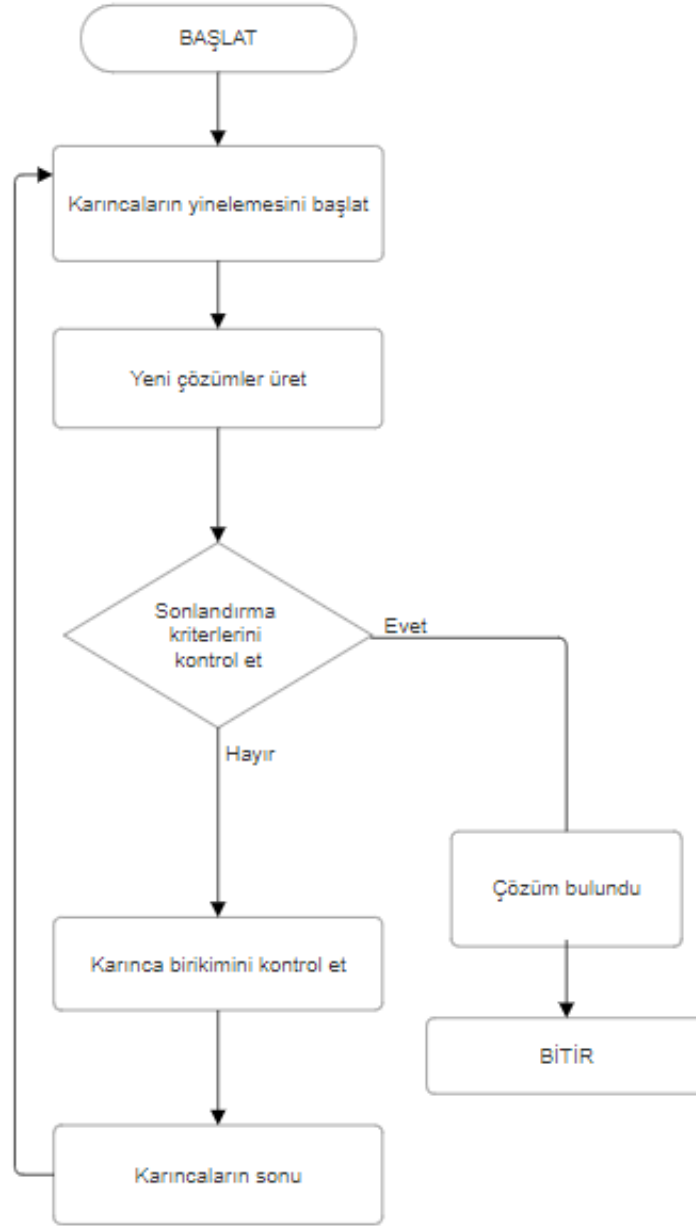 BAŞLAT
Karıncaların yinelemesini başlat
Yeni çözümler üret
Sonlandırma
kriterlerini
kontrol et
Evet
Hayır
Çözüm bulundu
Karınca birikimini kontrol et
BİTİR
Karıncaların sonu